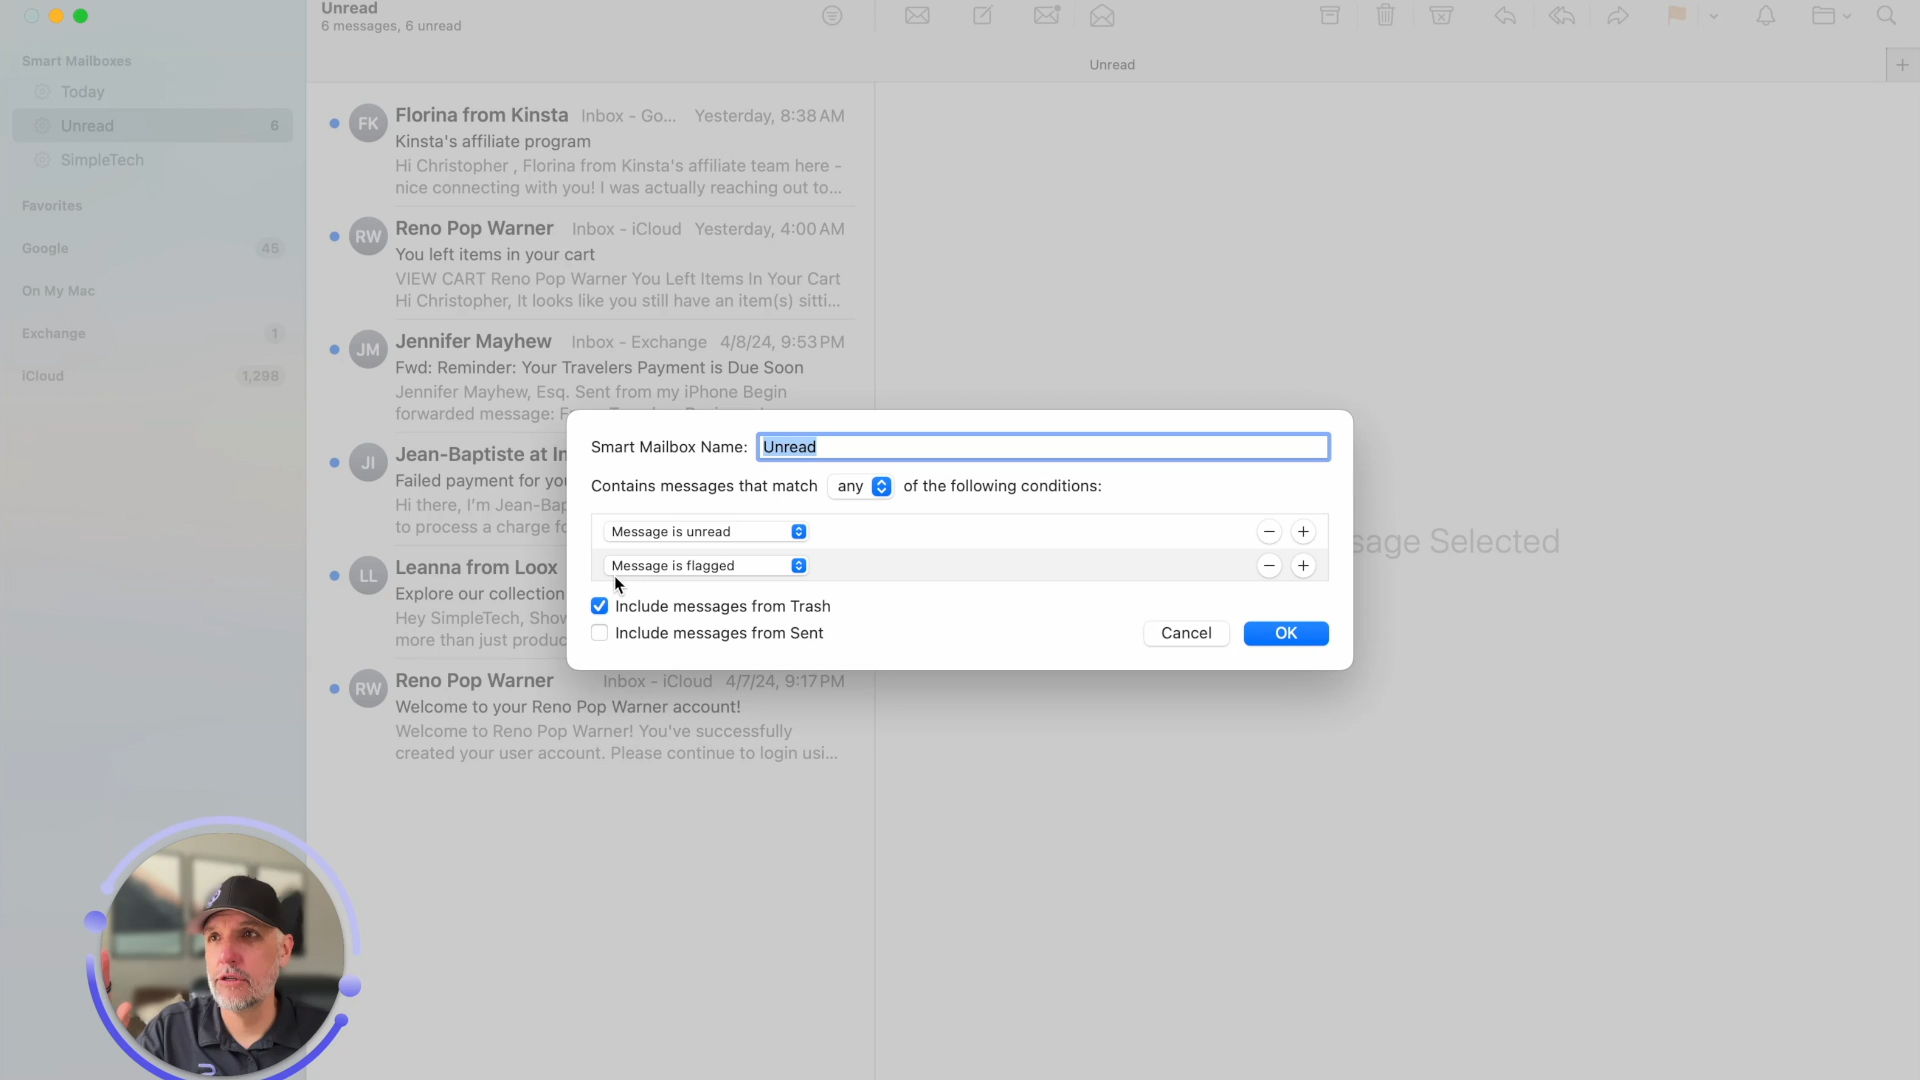 Unread
6 messages, 6 unread
Smart Mailboxes
Today
Unread 6
SimpleTech
Favorites
Google 45
On My Mac
Exchange 1
iCloud 1,298
Unread
FK
Florina from Kinsta Inbox - Go... Yesterday, 8:38 AM
Kinsta's affiliate program
Hi Christopher , Florina from Kinsta's affiliate team here -
nice connecting with you! I was actually reaching out to...
RW
Reno Pop Warner Inbox - iCloud Yesterday, 4:00 AM
You left items in your cart
VIEW CART Reno Pop Warner You Left Items In Your Cart
Hi Christopher, It looks like you still have an item(s) sitti...
JM
Jennifer Mayhew Inbox - Exchange 4/8/24, 9:53 PM
Fwd: Reminder: Your Travelers Payment is Due Soon
Jennifer Mayhew, Esq. Sent from my iPhone Begin
forwarded message:
JI
Jean-Baptiste at
Failed payment for
Hi there, I'm
to process a charge
LL
Leanna from Loox
Explore our collection
Hey SimpleTech,
more than just
RW
Reno Pop Warner Inbox - iCloud 4/7/24, 9:17 PM
Welcome to your Reno Pop Warner account!
Welcome to Reno Pop Warner! You've successfully
created your user account. Please continue to login usi...
Smart Mailbox Name: Unread
Contains messages that match any of the following conditions:
Message is unread
Message is flagged
Include messages from Trash
Include messages from Sent
Cancel OK
Selected